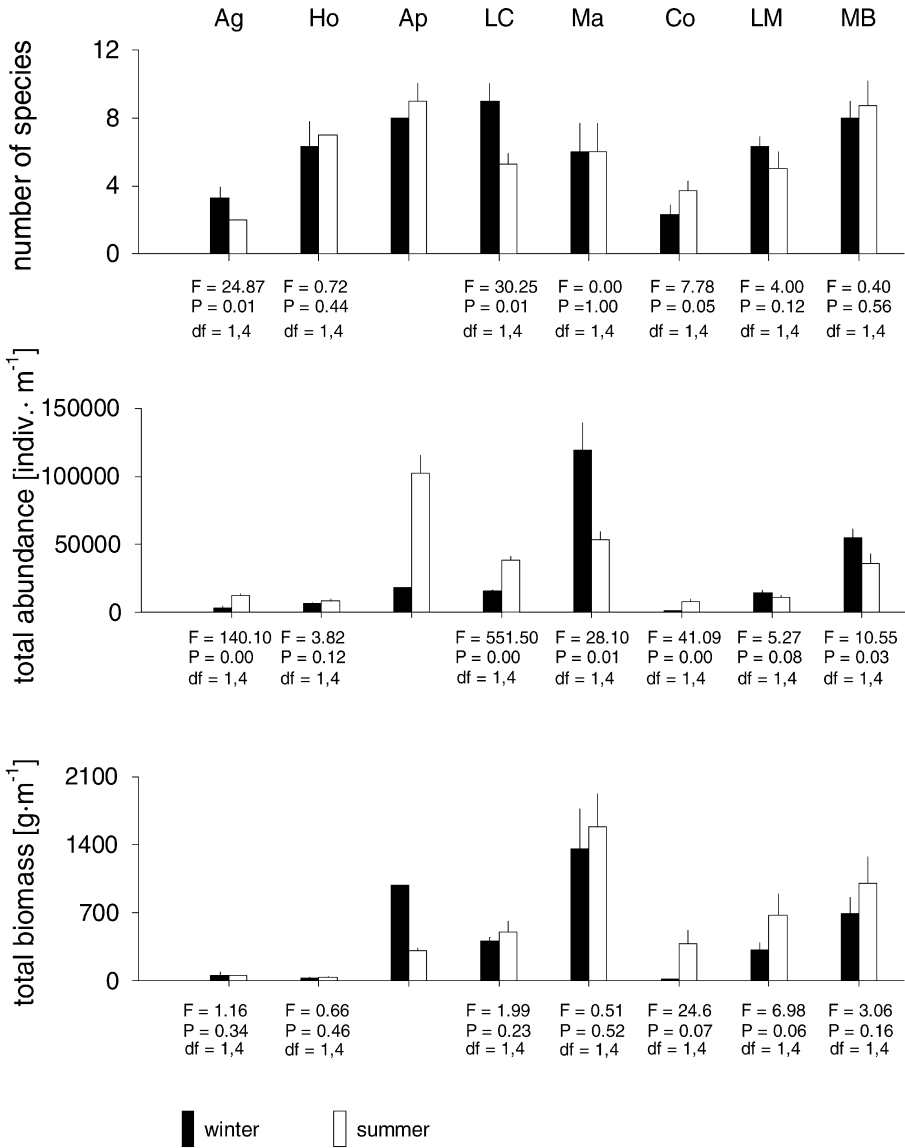 Ag Ho Ap LC Ma Co LM MB
number of species
12
8
4
0
F = 24.87 F = 0.72 F = 30.25 F = 0.00 F = 7.78 F = 4.00 F = 0.40
P = 0.01 P = 0.44 P = 0.01 P =1.00 P = 0.05 P = 0.12 P = 0.56
df = 1,4 df = 1,4 df = 1,4 df = 1,4 df = 1,4 df = 1,4 df = 1,4
total abundance [indiv.· m⁻¹]
150000
100000
50000
0
F = 140.10 F = 3.82 F = 551.50 F = 28.10 F = 41.09 F = 5.27 F = 10.55
P = 0.00 P = 0.12 P = 0.00 P = 0.01 P = 0.00 P = 0.08 P = 0.03
df = 1,4 df = 1,4 df = 1,4 df = 1,4 df = 1,4 df = 1,4 df = 1,4
total biomass [g·m⁻¹]
2100
1400
700
0
F = 1.16 F = 0.66 F = 1.99 F = 0.51 F = 24.6 F = 6.98 F = 3.06
P = 0.34 P = 0.46 P = 0.23 P = 0.52 P = 0.07 P = 0.06 P = 0.16
df = 1,4 df = 1,4 df = 1,4 df = 1,4 df = 1,4 df = 1,4 df = 1,4
winter summer